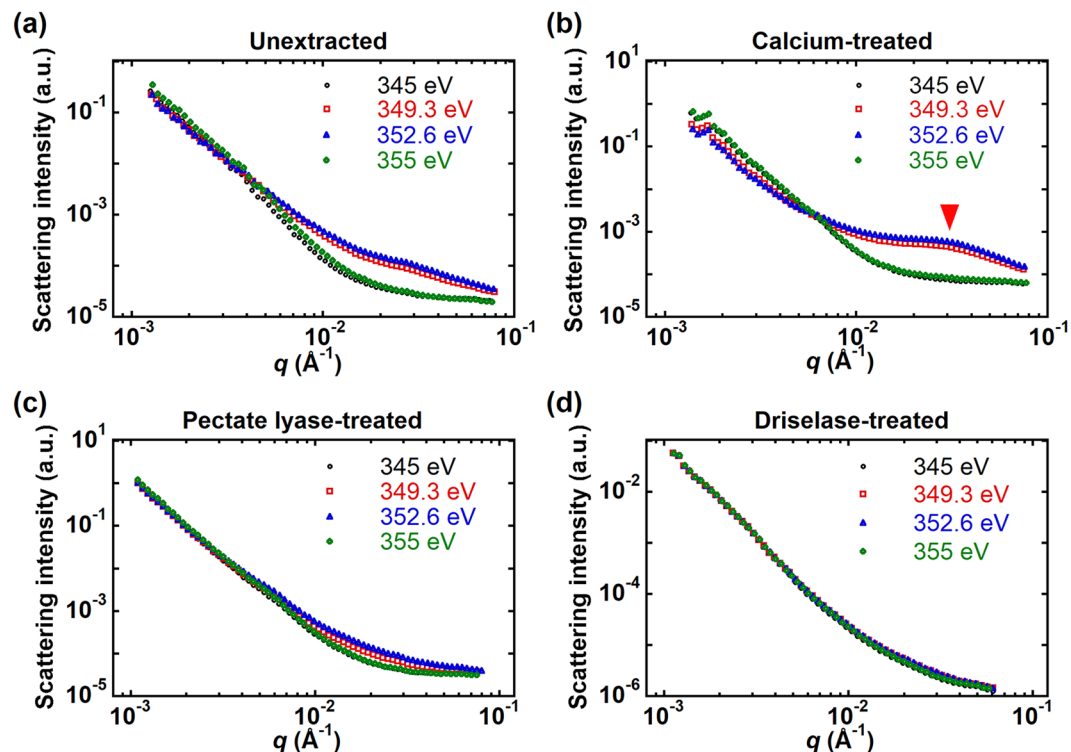 (a)
Unextracted
Scattering intensity (a.u.)
10⁻¹
10⁻³
10⁻⁵
345 eV
349.3 eV
352.6 eV
355 eV
10⁻³
10⁻²
10⁻¹
q (Å⁻¹)
(b)
Calcium-treated
Scattering intensity (a.u.)
10¹
10⁻¹
10⁻³
10⁻⁵
345 eV
349.3 eV
352.6 eV
355 eV
10⁻³
10⁻²
10⁻¹
q (Å⁻¹)
(c)
Pectate lyase-treated
Scattering intensity (a.u.)
10¹
10⁻¹
10⁻³
10⁻⁵
345 eV
349.3 eV
352.6 eV
355 eV
10⁻³
10⁻²
10⁻¹
q (Å⁻¹)
(d)
Driselase-treated
Scattering intensity (a.u.)
10⁻²
10⁻⁴
10⁻⁶
345 eV
349.3 eV
352.6 eV
355 eV
10⁻³
10⁻²
10⁻¹
q (Å⁻¹)